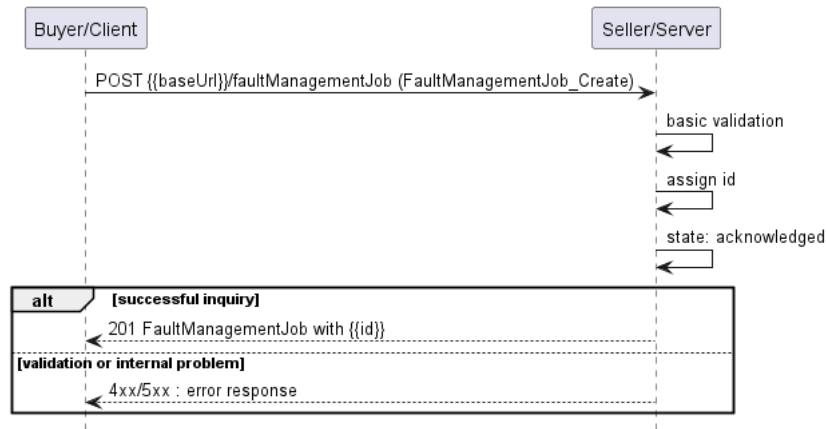 Buyer/Client
Seller/Server
POST {{baseUrl}}/faultManagementJob (FaultManagementJob_Create)
basic validation
assign id
state: acknowledged
alt
[successful inquiry]
201 FaultManagementJob with {{id}}
[validation or internal problem]
4xx/5xx : error response